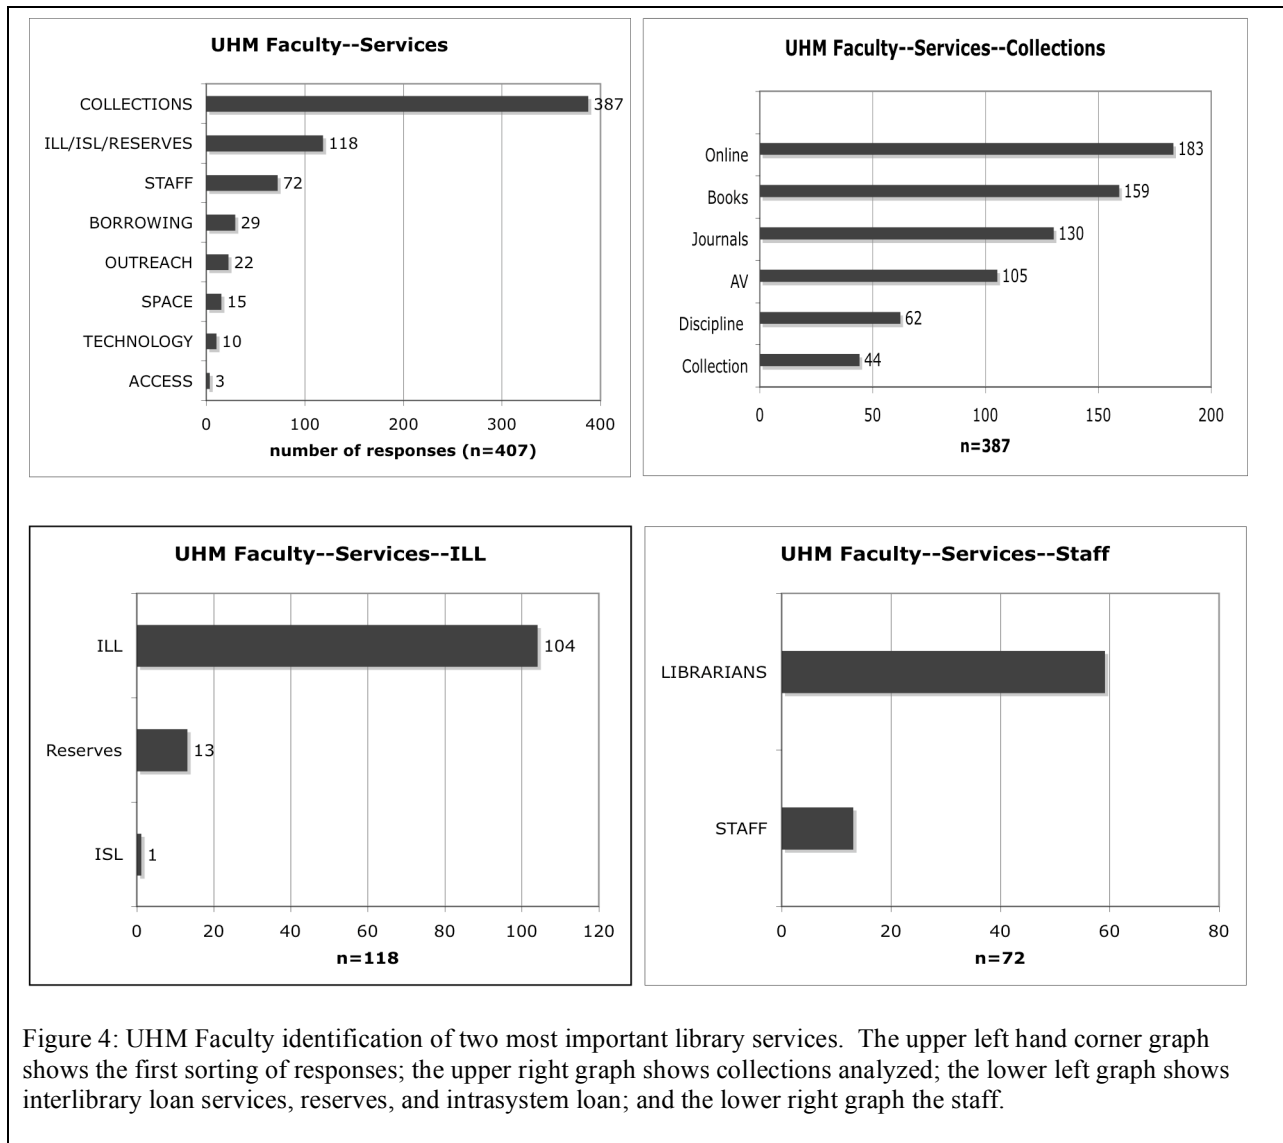 UHM Faculty--Services
COLLECTIONS 387
ILL/ISL/RESERVES 118
STAFF 72
BORROWING 29
OUTREACH 22
SPACE 15
TECHNOLOGY 10
ACCESS 3
0 100 200 300 400
number of responses (n=407)
UHM Faculty--Services--Collections
Online 183
Books 159
Journals 130
AV 105
Discipline 62
Collection 44
0 50 100 150 200
n=387
UHM Faculty--Services--ILL
ILL 104
Reserves 13
ISL 1
0 20 40 60 80 100 120
n=118
UHM Faculty--Services--Staff
LIBRARIANS
STAFF
0 20 40 60 80
n=72
Figure 4: UHM Faculty identification of two most important library services.  The upper left hand corner graph
shows the first sorting of responses; the upper right graph shows collections analyzed; the lower left graph shows
interlibrary loan services, reserves, and intrasystem loan; and the lower right graph the staff.